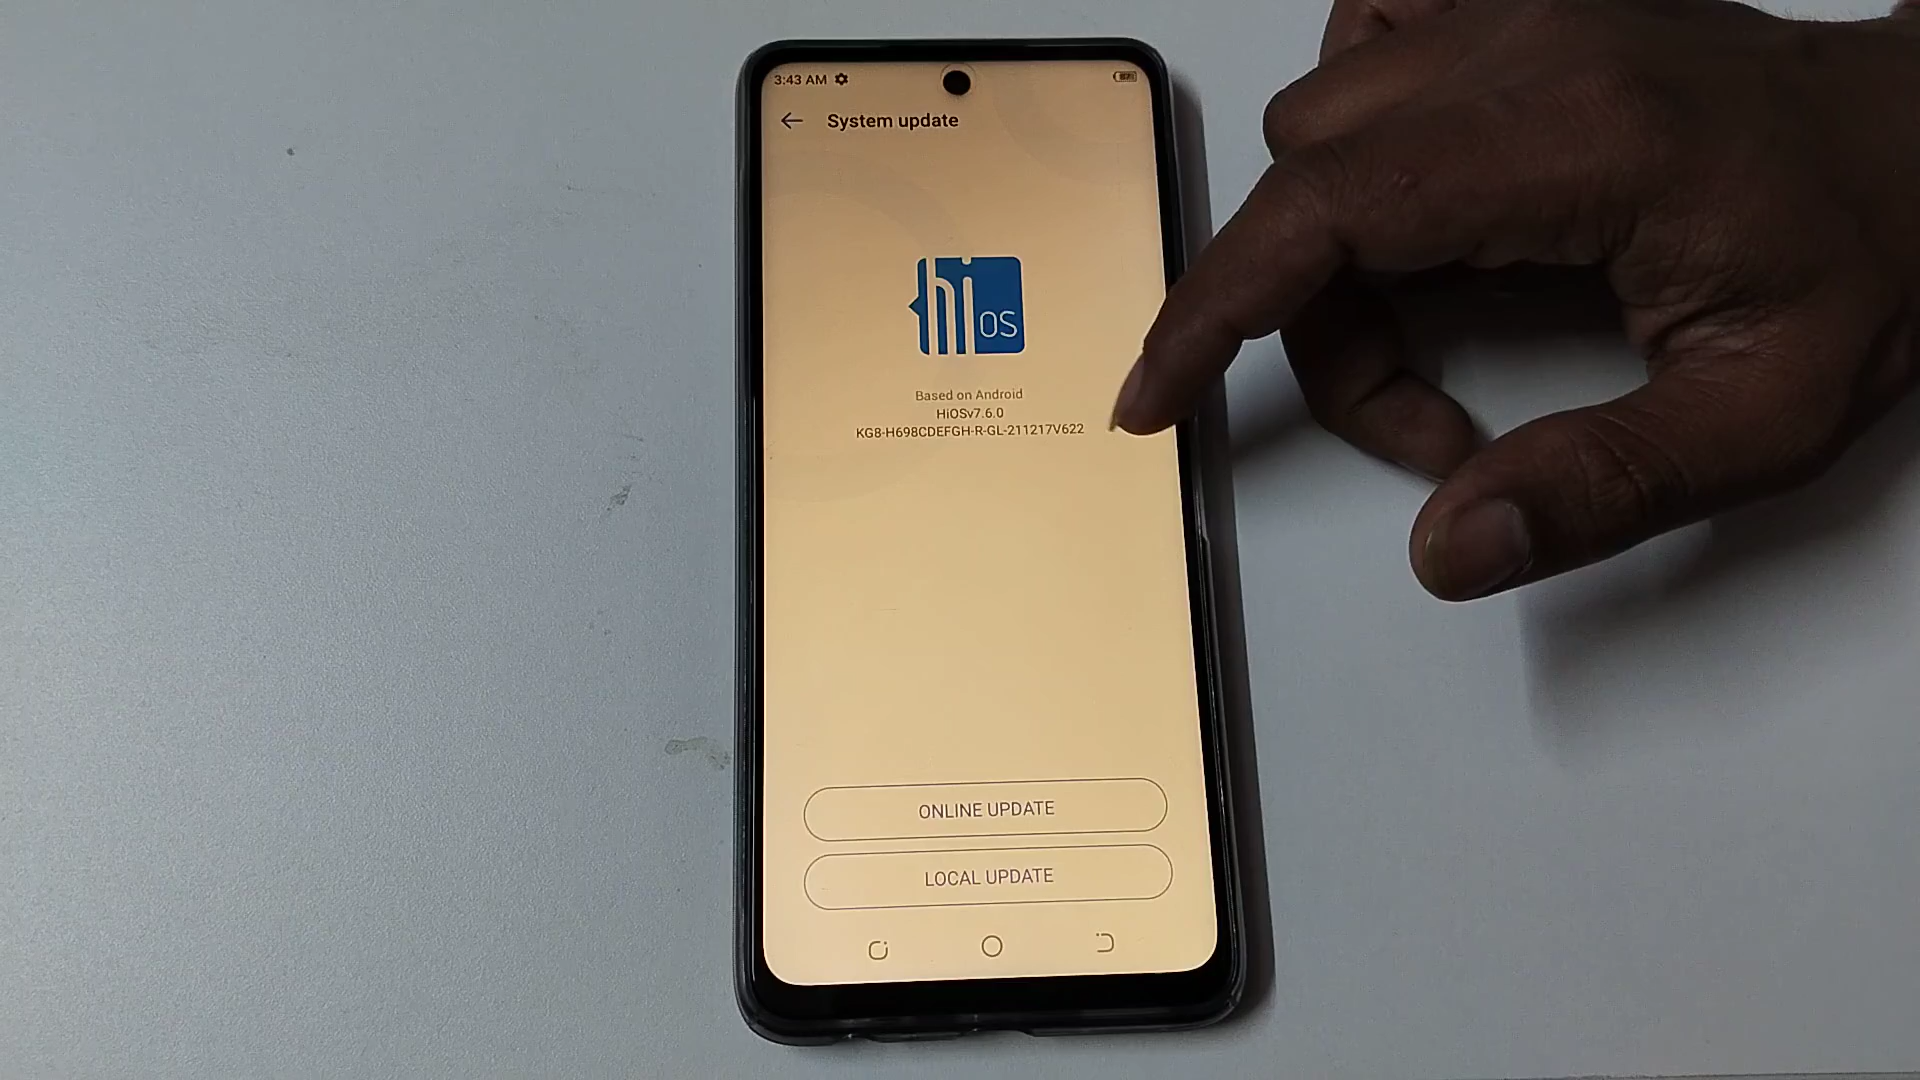 3:43 AM
System update
hi
OS
Based on Android
HiOSv7.6.0
KG8-H698CDEFGH-R-GL-211217V622
ONLINE UPDATE
LOCAL UPDATE